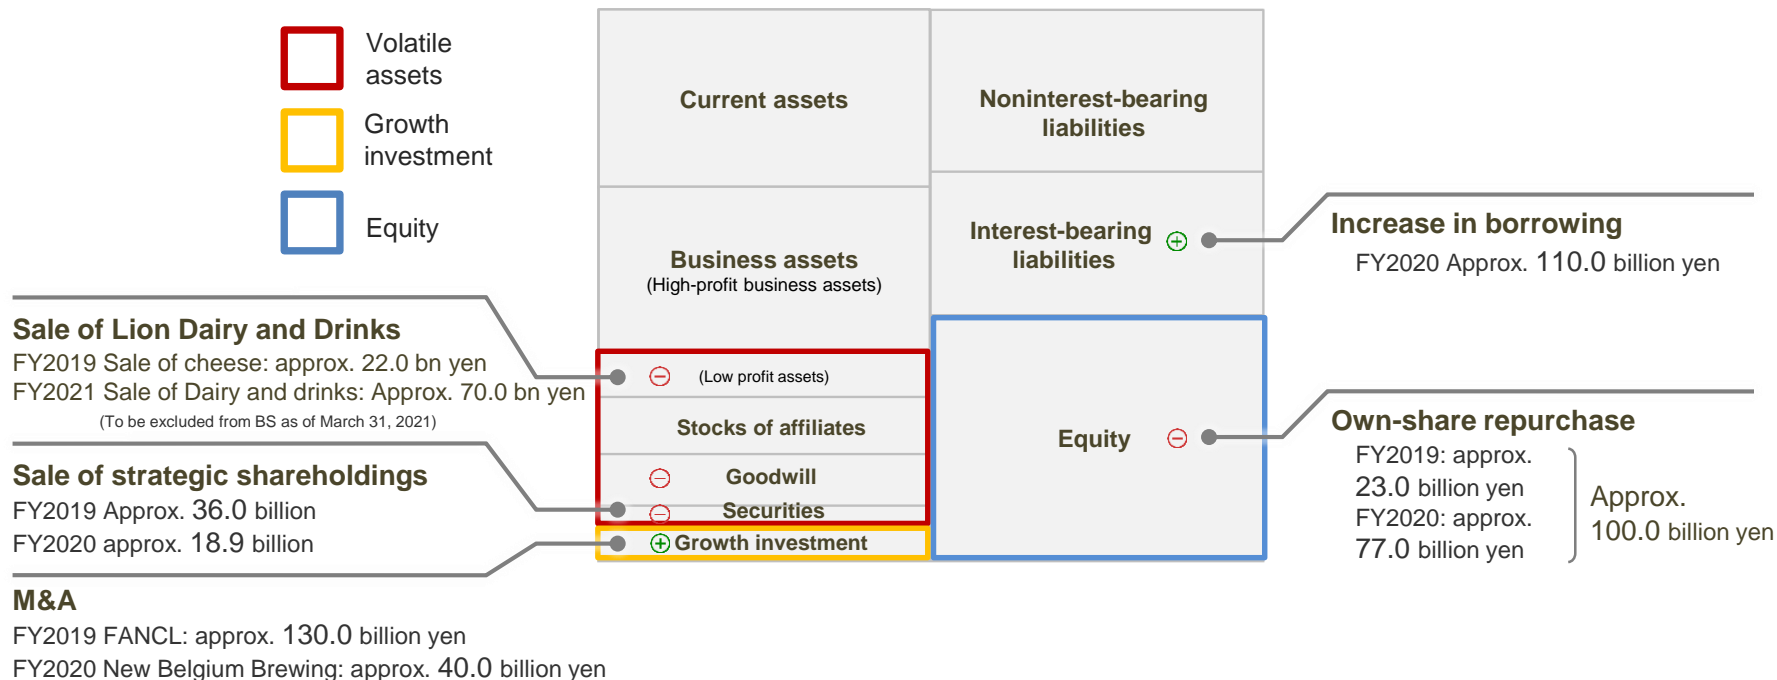 Volatile
assets
Growth
investment
Equity
Current assets
Business assets
(High-profit business assets)
(Low profit assets)
Stocks of affiliates
Goodwill
Securities
Growth investment
Noninterest-bearing
liabilities
Interest-bearing
liabilities
Equity
Sale of Lion Dairy and Drinks
FY2019 Sale of cheese: approx. 22.0 bn yen
FY2021 Sale of Dairy and drinks: Approx. 70.0 bn yen
(To be excluded from BS as of March 31, 2021)
Sale of strategic shareholdings
FY2019 Approx. 36.0 billion
FY2020 approx. 18.9 billion
M&A
FY2019 FANCL: approx. 130.0 billion yen
FY2020 New Belgium Brewing: approx. 40.0 billion yen
Increase in borrowing
FY2020 Approx. 110.0 billion yen
Own-share repurchase
FY2019: approx.
23.0 billion yen
FY2020: approx.
77.0 billion yen
Approx.
100.0 billion yen